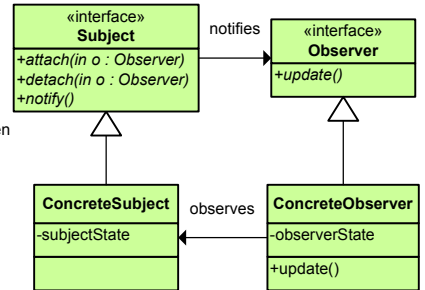 «interface»
Subject
+attach(in o : Observer)
+detach(in o : Observer)
+notify()
notifies
«interface»
Observer
+update()
en
ConcreteSubject
-subjectState
observes
ConcreteObserver
-observerState
+update()